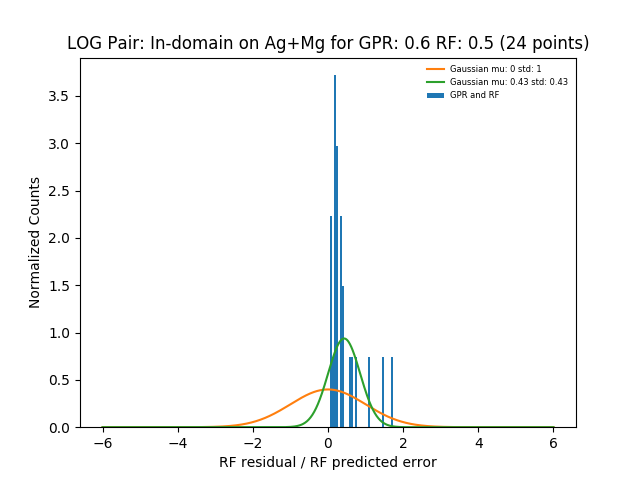 LOG Pair: In-domain on Ag+Mg for GPR: 0.6 RF: 0.5 (24 points)
Gaussian mu: 0 std: 1
Gaussian mu: 0.43 std: 0.43
GPR and RF
Normalized Counts
3.5
3.0
2.5
2.0
1.5
1.0
0.5
0.0
−6 −4 −2 0 2 4 6
RF residual / RF predicted error